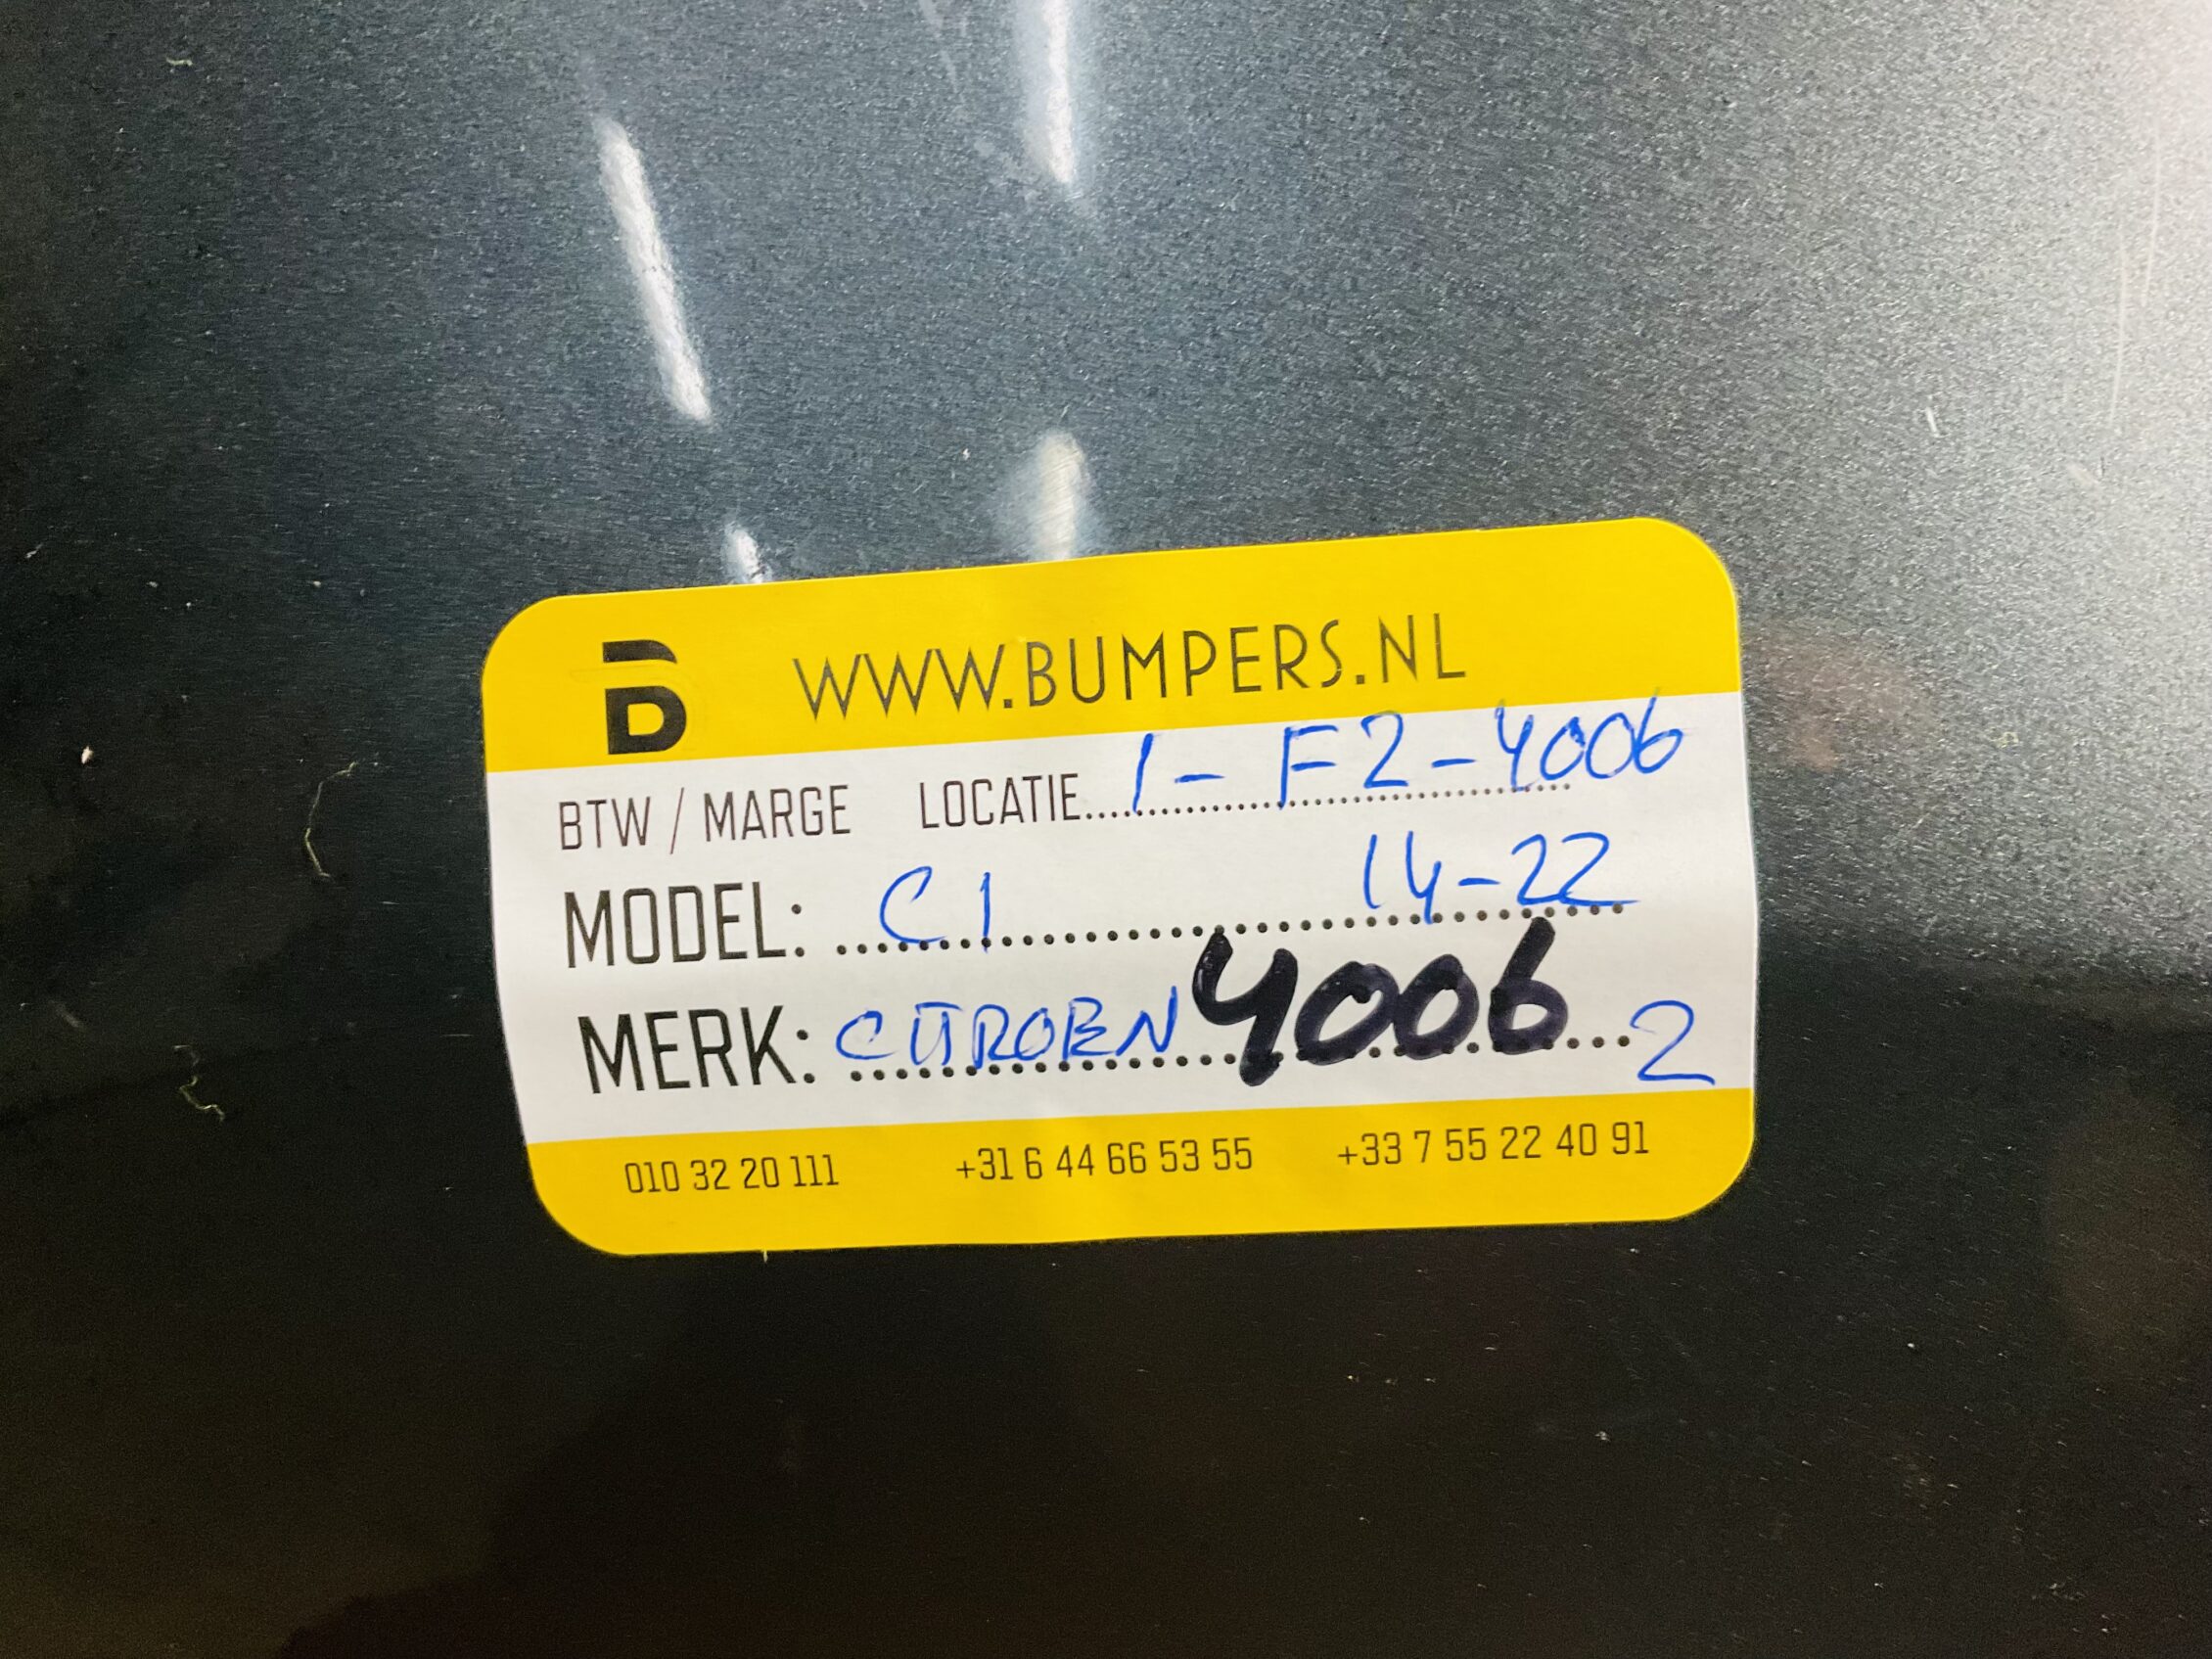 B WWW.BUMPERS.NL
BTW / MARGE LOCATIE 1-F2-4006
MODEL: C1 14-22
MERK: CITROEN 4006 2
010 32 20 111 +31 6 44 66 53 55 +33 7 55 22 40 91